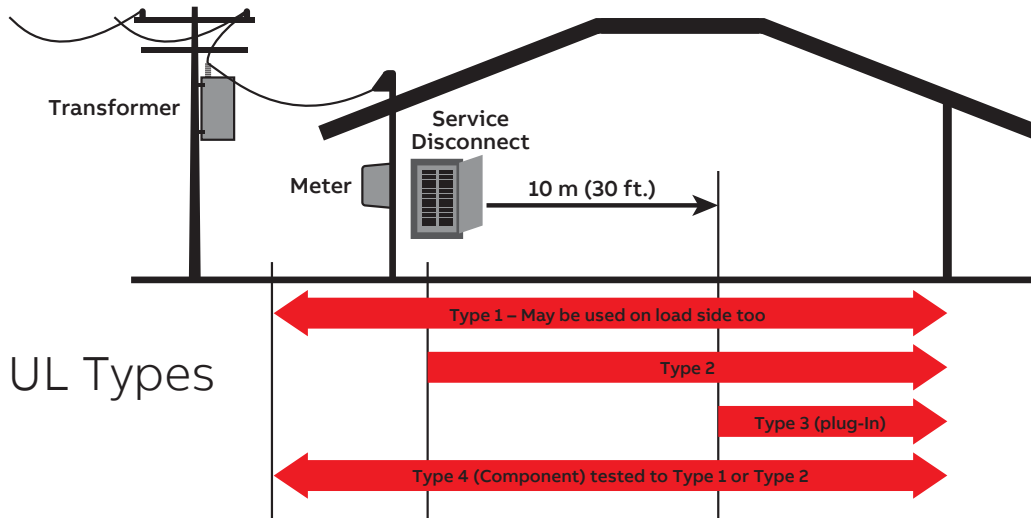 Transformer
Service
Disconnect
Meter
10 m (30 ft.)
Type 1 – May be used on load side too
UL Types
Type 2
Type 3 (plug-In)
Type 4 (Component) tested to Type 1 or Type 2